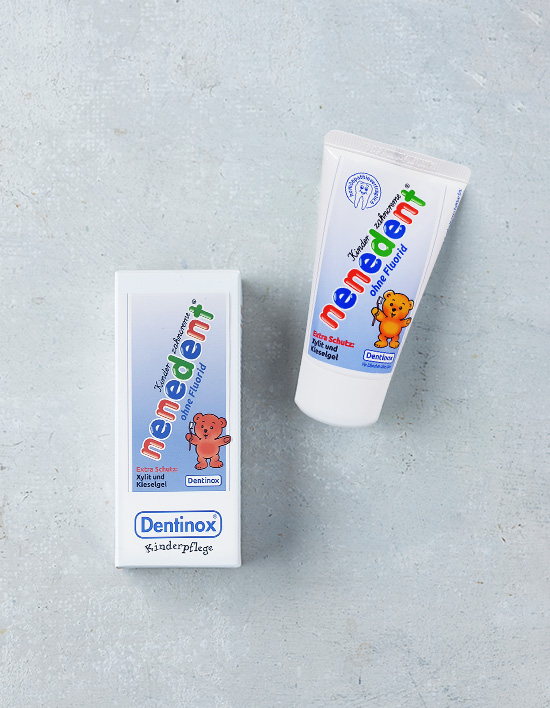 Kinder zahncreme
nenedent®
ohne Fluorid
Extra Schutz:
Xylit und
Kieselgel
Dentinox
Dentinox®
Kinderpflege
homöopathieverträglich
Kinder zahncreme
nenedent®
ohne Fluorid
Extra Schutz:
Xylit und
Kieselgel
Dentinox